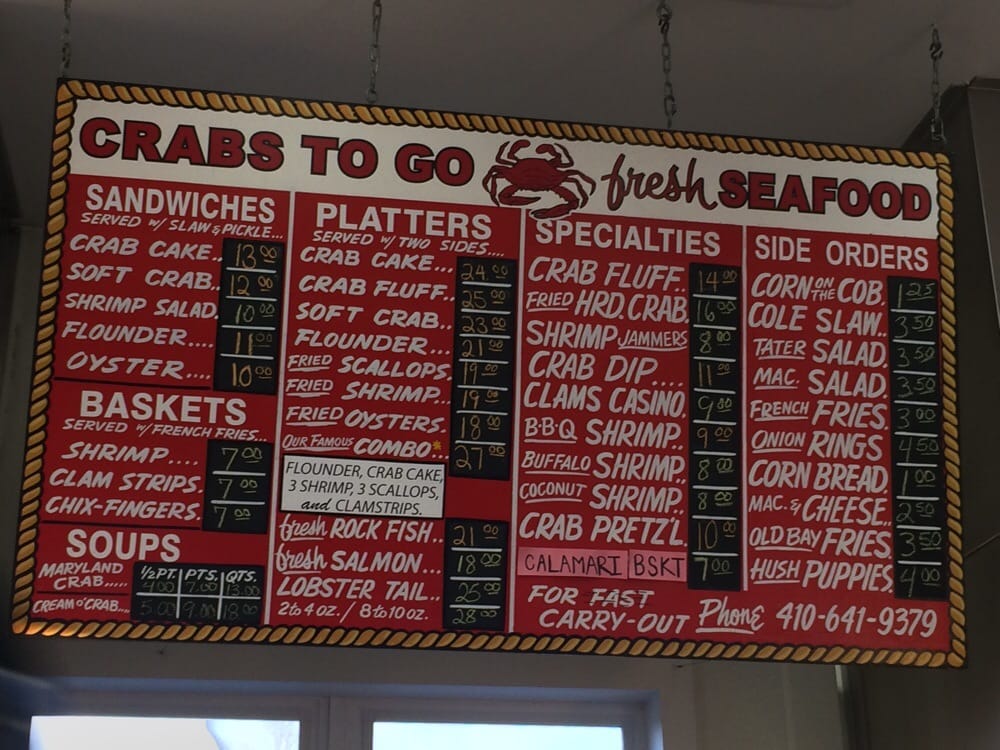 CRABS TO GO fresh SEAFOOD
SANDWICHES
SERVED W/ SLAW & PICKLE...
CRAB CAKE.. 13 00
SOFT CRAB.. 12 00
SHRIMP SALAD. 10 00
FLOUNDER.... 11 00
OYSTER.... 10 00
BASKETS
SERVED W/ FRENCH FRIES...
SHRIMP.... 7 00
CLAM STRIPS. 7 00
CHIX-FINGERS. 7 00
SOUPS
1/2 PT. PTS. QTS.
MARYLAND
CRAB..... 4.00 7.00 13.00
CREAM O' CRAB.... 5.00 9.00 18.00
PLATTERS
SERVED W/ TWO SIDES....
CRAB CAKE... 24 00
CRAB FLUFF.. 25 00
SOFT CRAB.. 23 00
FLOUNDER... 21 00
FRIED SCALLOPS. 19 00
FRIED SHRIMP... 19 00
FRIED OYSTERS. 18 00
OUR FAMOUS COMBO* 27 00
FLOUNDER, CRAB CAKE,
3 SHRIMP, 3 SCALLOPS,
and CLAMSTRIPS.
fresh ROCK FISH.. 21 00
fresh SALMON... 18 00
LOBSTER TAIL.. 25 00
2 to 4 oz. / 8 to 10 oz. 28 00
SPECIALTIES
CRAB FLUFF.. 14 00
FRIED HRD. CRAB. 16 00
SHRIMP JAMMERS 8 00
CRAB DIP.... 11 00
CLAMS CASINO. 9 00
B·B·Q SHRIMP.. 9 00
BUFFALO SHRIMP. 8 00
COCONUT SHRIMP. 8 00
CRAB PRETZ'L. 10 00
CALAMARI BSKT 7 00
SIDE ORDERS
CORN ON THE COB. 1 25
COLE SLAW.. 3 50
TATER SALAD. 3 50
MAC. SALAD. 3 50
FRENCH FRIES. 3 00
ONION RINGS 4 50
CORN BREAD. 1 00
MAC. & CHEESE.. 2 50
OLD BAY FRIES. 3 50
HUSH PUPPIES. 4 00
FOR FAST
CARRY-OUT Phone 410-641-9379